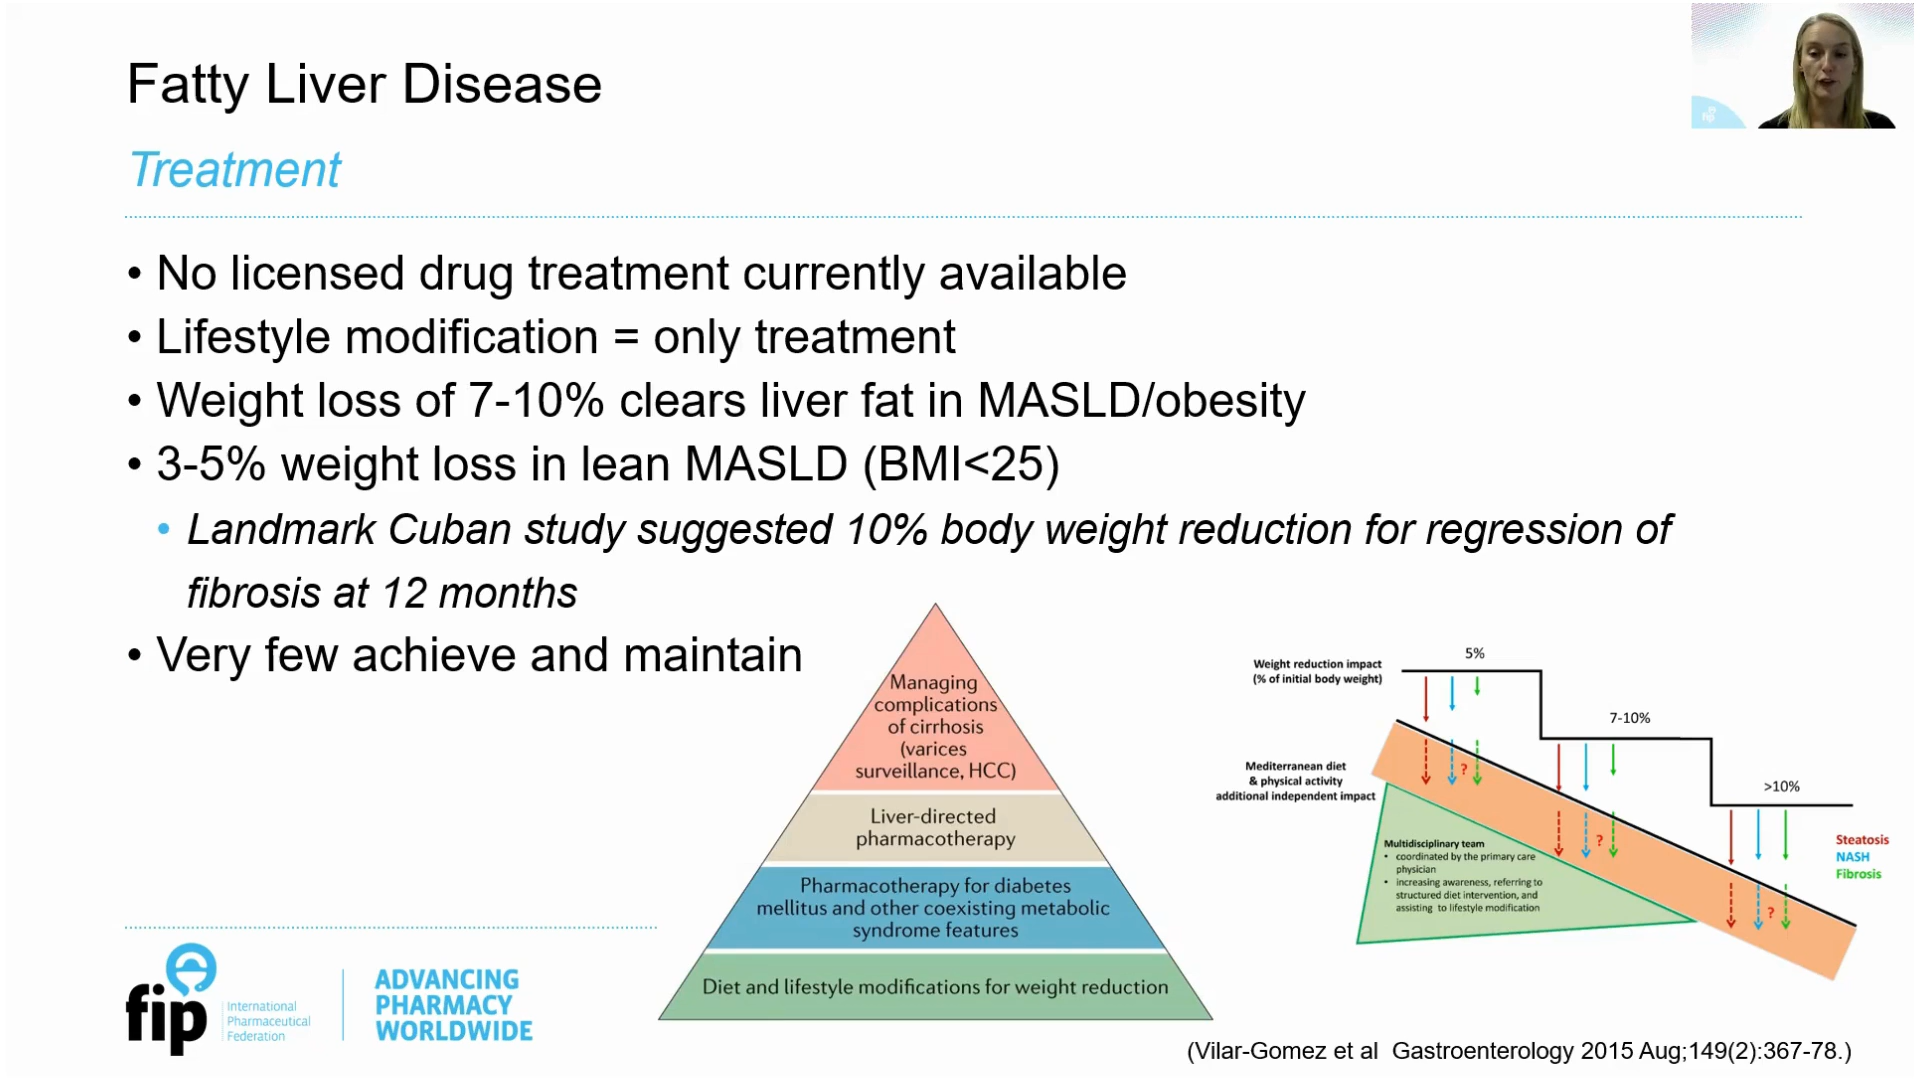 Fatty Liver Disease
Treatment
• No licensed drug treatment currently available
• Lifestyle modification = only treatment
• Weight loss of 7-10% clears liver fat in MASLD/obesity
• 3-5% weight loss in lean MASLD (BMI<25)
• Landmark Cuban study suggested 10% body weight reduction for regression of
fibrosis at 12 months
• Very few achieve and maintain
Managing
complications
of cirrhosis
(varices
surveillance, HCC)
Liver-directed
pharmacotherapy
Pharmacotherapy for diabetes
mellitus and other coexisting metabolic
syndrome features
Diet and lifestyle modifications for weight reduction
Weight reduction impact
(% of initial body weight)
5%
7-10%
>10%
Mediterranean diet
& physical activity
additional independent impact
?
?
?
Multidisciplinary team
• coordinated by the primary care
physician
• increasing awareness, referring to
structured diet intervention, and
assisting to lifestyle modification
Steatosis
NASH
Fibrosis
fip
International
Pharmaceutical
Federation
ADVANCING
PHARMACY
WORLDWIDE
(Vilar-Gomez et al Gastroenterology 2015 Aug;149(2):367-78.)
fip